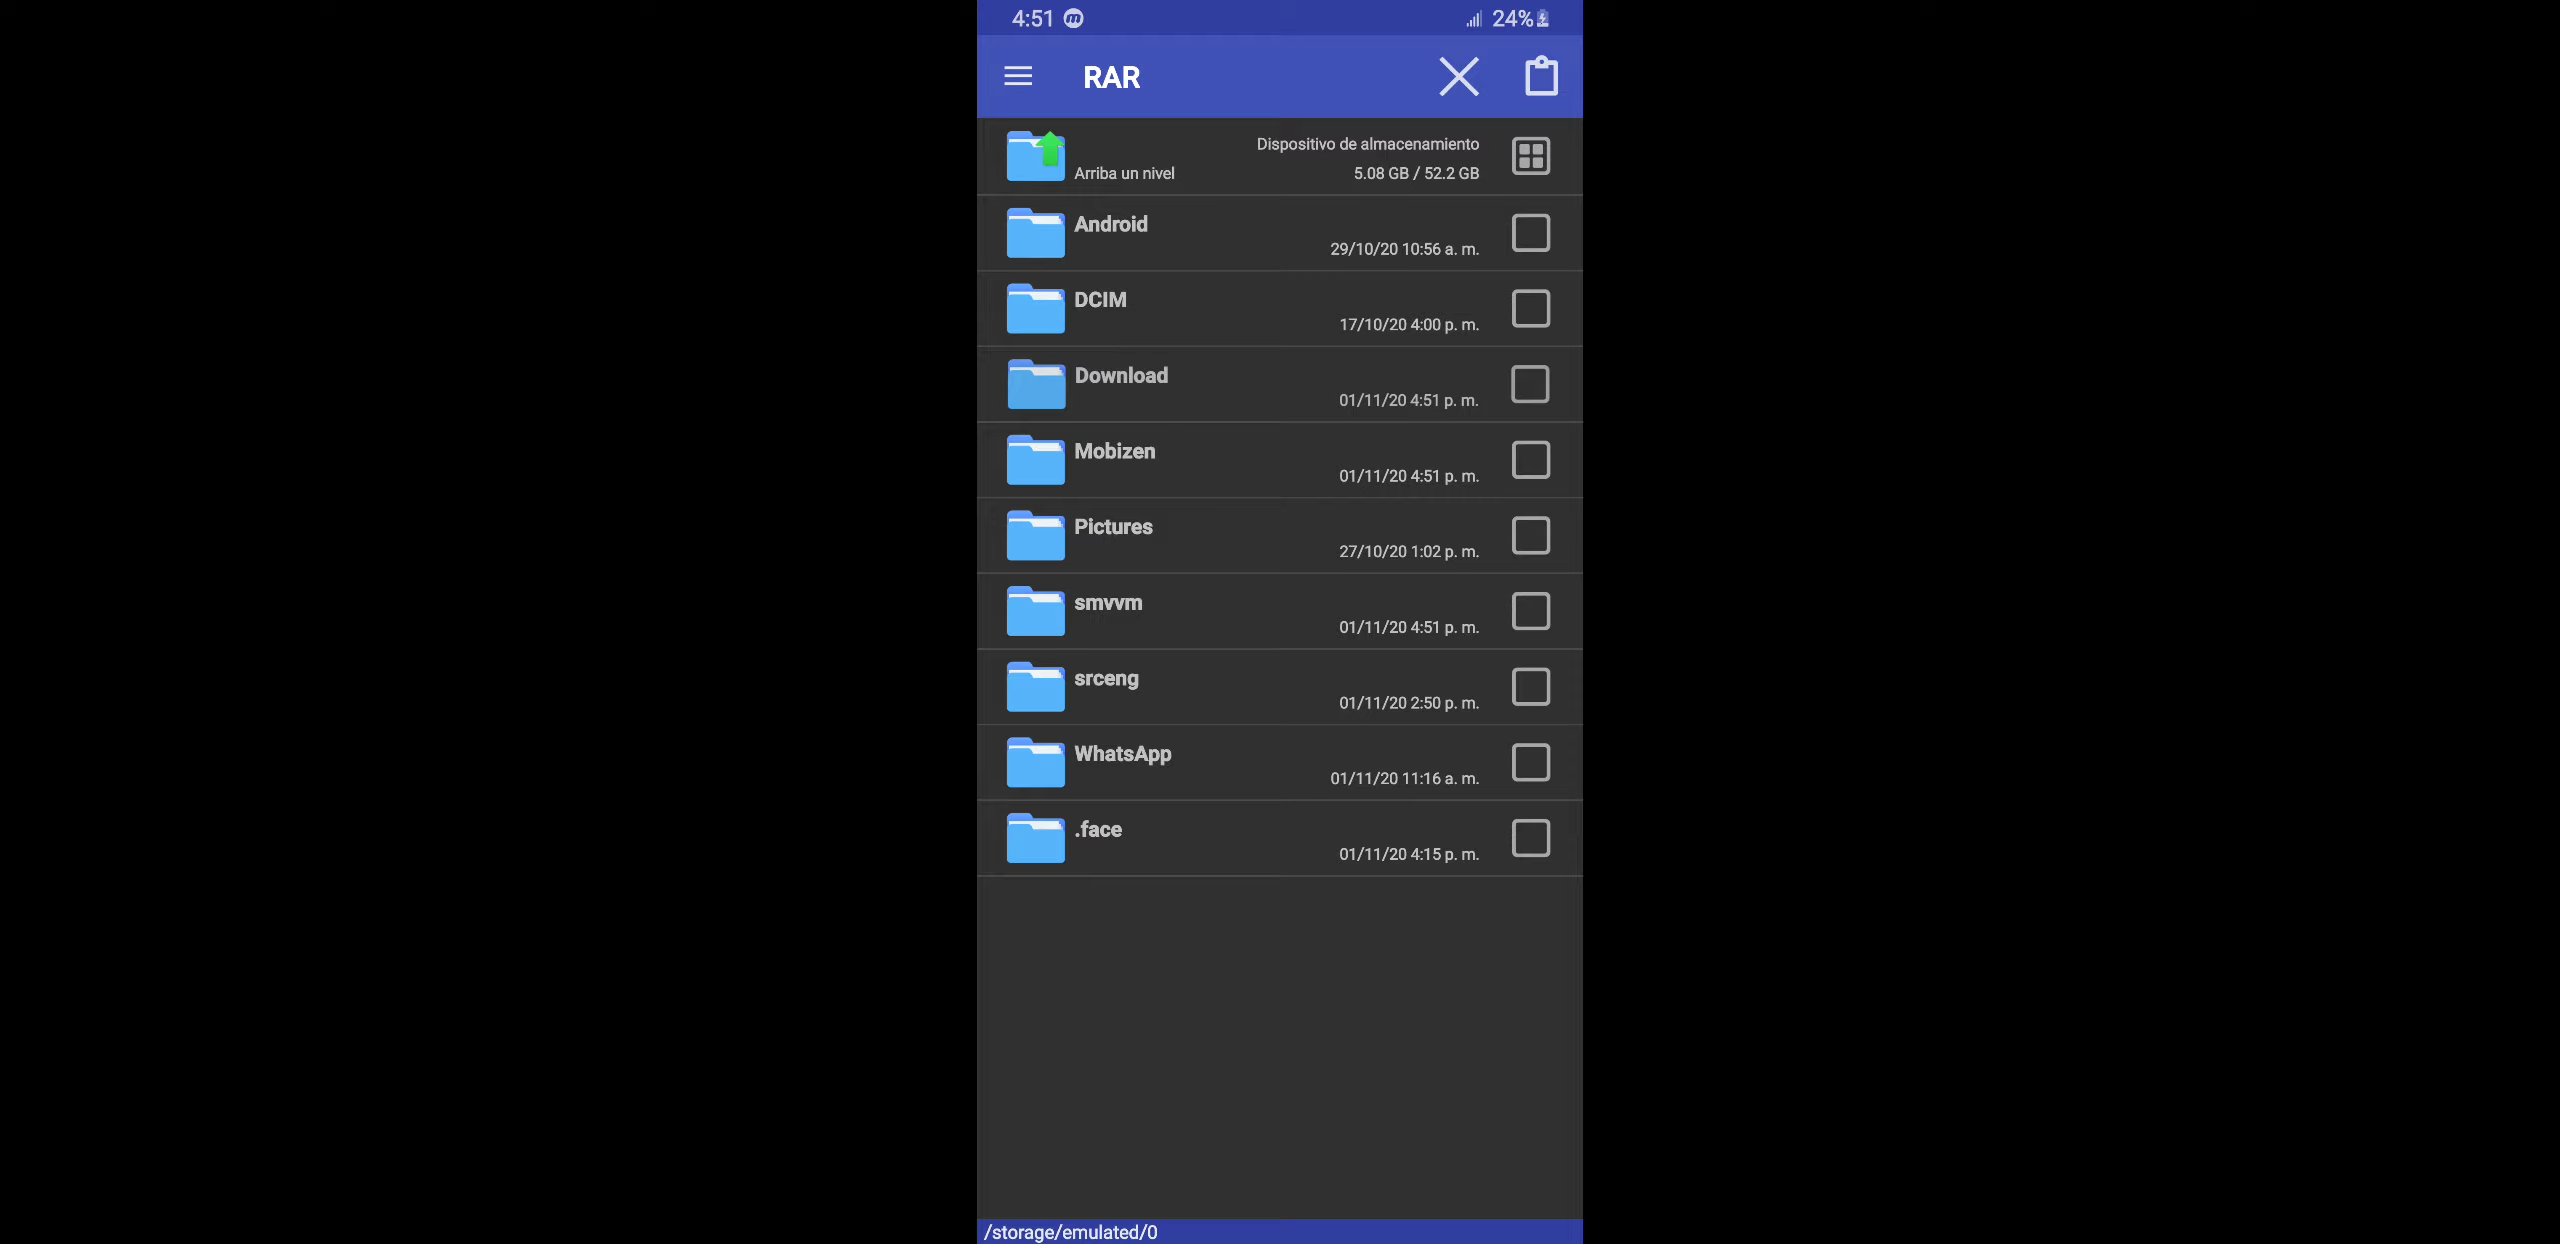 4:51 24%
RAR
Dispositivo de almacenamiento
Arriba un nivel 5.08 GB / 52.2 GB
Android
29/10/20 10:56 a. m.
DCIM
17/10/20 4:00 p. m.
Download
01/11/20 4:51 p. m.
Mobizen
01/11/20 4:51 p. m.
Pictures
27/10/20 1:02 p. m.
smvvm
01/11/20 4:51 p. m.
srceng
01/11/20 2:50 p. m.
WhatsApp
01/11/20 11:16 a. m.
.face
01/11/20 4:15 p. m.
/storage/emulated/0